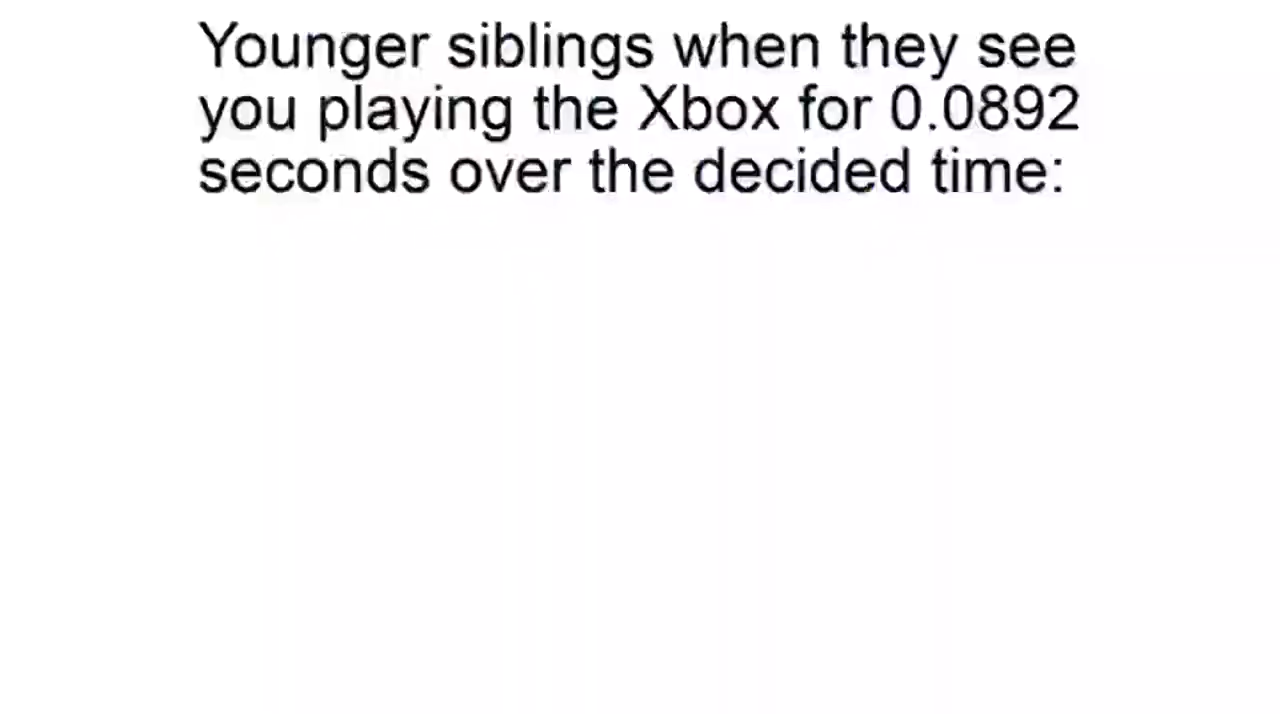 Younger siblings when they see
you playing the Xbox for 0.0892
seconds over the decided time: